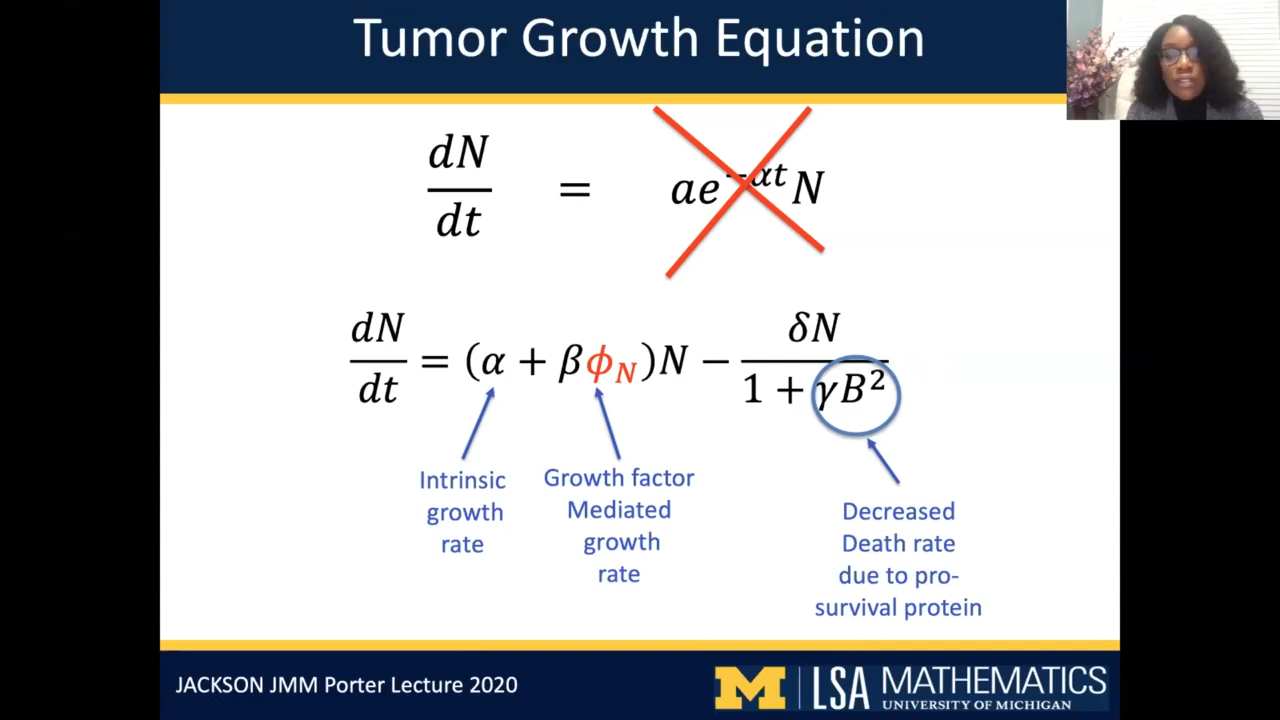 Tumor Growth Equation
dN/dt = ae^{-αt}N
dN/dt = (α + βϕ_N)N − δN/(1 + γB²)
Intrinsic
growth
rate
Growth factor
Mediated
growth
rate
Decreased
Death rate
due to pro-
survival protein
JACKSON JMM Porter Lecture 2020
M LSA MATHEMATICS
UNIVERSITY OF MICHIGAN